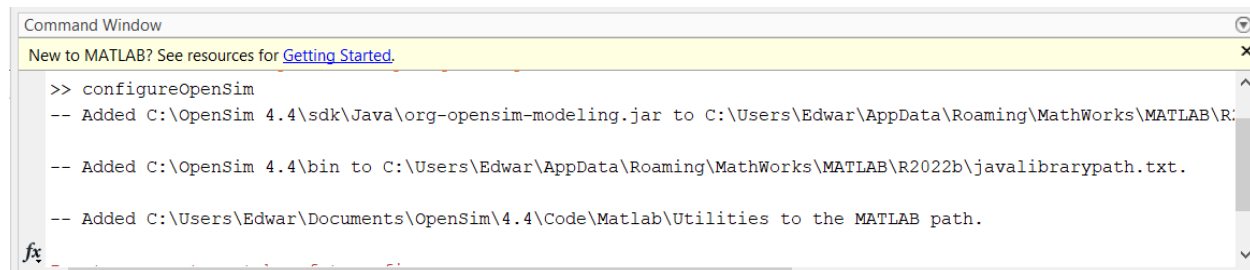 Command Window
New to MATLAB? See resources for Getting Started.
>> configureOpenSim
-- Added C:\OpenSim 4.4\sdk\Java\org-opensim-modeling.jar to C:\Users\Edwar\AppData\Roaming\MathWorks\MATLAB\R
-- Added C:\OpenSim 4.4\bin to C:\Users\Edwar\AppData\Roaming\MathWorks\MATLAB\R2022b\javalibrarypath.txt.
-- Added C:\Users\Edwar\Documents\OpenSim\4.4\Code\Matlab\Utilities to the MATLAB path.
fx